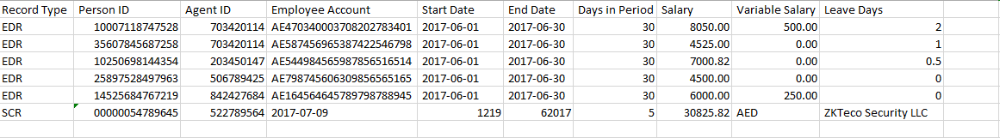 Record Type Person ID Agent ID Employee Account Start Date End Date Days in Period Salary Variable Salary Leave Days
EDR 10007118747528 703420114 AE470340003708202783401 2017-06-01 2017-06-30 30 8050.00 500.00 2
EDR 35607845687258 703420114 AE587456965387422546798 2017-06-01 2017-06-30 30 4525.00 0.00 1
EDR 10250698144354 203450147 AE544984565987856516514 2017-06-01 2017-06-30 30 7000.82 0.00 0.5
EDR 25897528497963 506789425 AE798745606309856565165 2017-06-01 2017-06-30 30 4500.00 0.00 0
EDR 14525684767219 842427684 AE164564645789798788945 2017-06-01 2017-06-30 30 6000.00 250.00 0
SCR 00000054789645 522789564 2017-07-09 1219 62017 5 30825.82 AED ZKTeco Security LLC